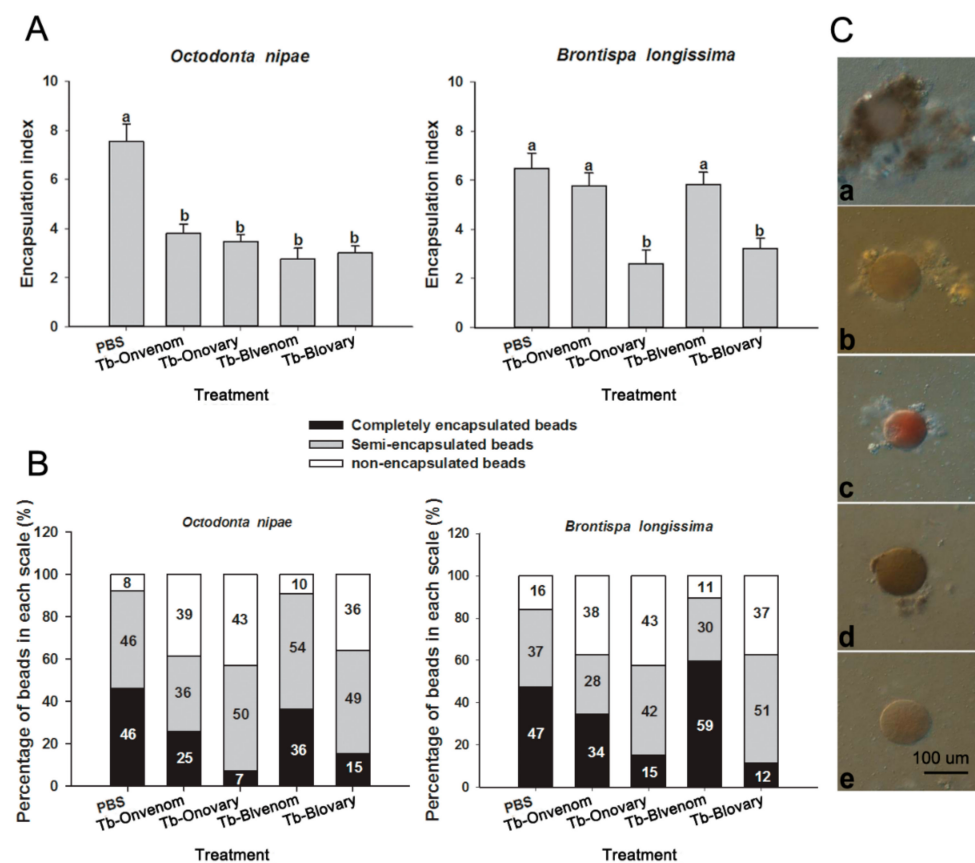 A
C
Octodonta nipae
Brontispa longissima
Encapsulation index
10
8
6
4
2
0
a
b
b
b
b
PBS
Tb-Onvenom
Tb-Onovary
Tb-Blvenom
Tb-Blovary
Treatment
Encapsulation index
10
8
6
4
2
0
a
a
b
a
b
PBS
Tb-Onvenom
Tb-Onovary
Tb-Blvenom
Tb-Blovary
Treatment
Completely encapsulated beads
Semi-encapsulated beads
non-encapsulated beads
B
Octodonta nipae
Percentage of beads in each scale (%)
120
100
80
60
40
20
0
8
46
46
39
36
25
43
50
7
10
54
36
36
49
15
PBS
Tb-Onvenom
Tb-Onovary
Tb-Blvenom
Tb-Blovary
Treatment
Brontispa longissima
Percentage of beads in each scale (%)
120
100
80
60
40
20
0
16
37
47
38
28
34
43
42
15
11
30
59
37
51
12
PBS
Tb-Onvenom
Tb-Onovary
Tb-Blvenom
Tb-Blovary
Treatment
a
b
c
d
e
100 um